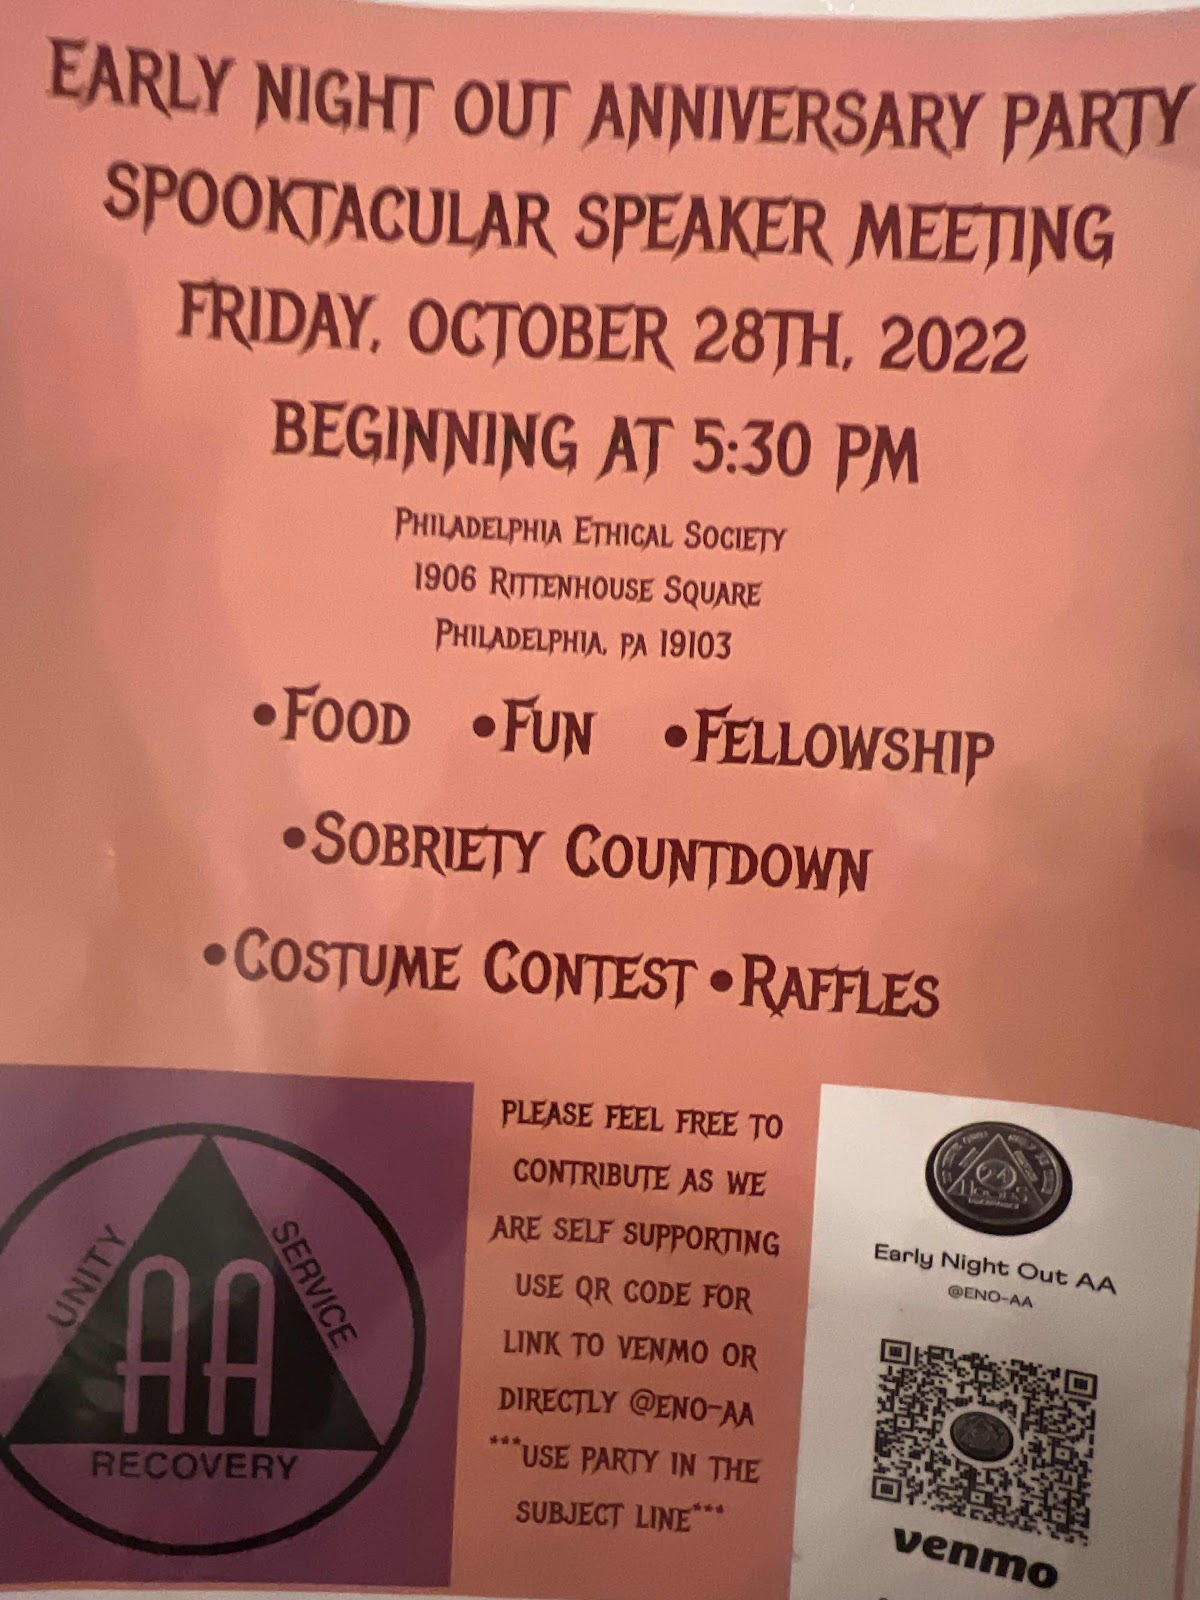 EARLY NIGHT OUT ANNIVERSARY PARTY
SPOOKTACULAR SPEAKER MEETING
FRIDAY, OCTOBER 28TH, 2022
BEGINNING AT 5:30 PM
PHILADELPHIA ETHICAL SOCIETY
1906 RITTENHOUSE SQUARE
PHILADELPHIA, PA 19103
•FOOD •FUN •FELLOWSHIP
•SOBRIETY COUNTDOWN
•COSTUME CONTEST •RAFFLES
UNITY
SERVICE
AA
RECOVERY
PLEASE FEEL FREE TO
CONTRIBUTE AS WE
ARE SELF SUPPORTING
USE QR CODE FOR
LINK TO VENMO OR
DIRECTLY @ENO-AA
***USE PARTY IN THE
SUBJECT LINE***
24
Early Night Out AA
@ENO-AA
venmo